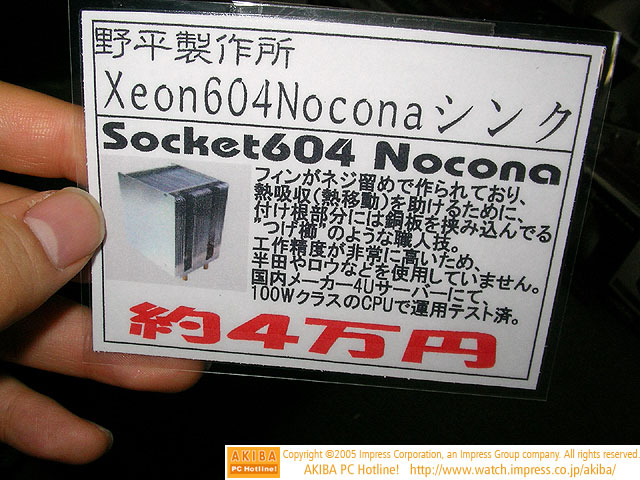 野平製作所
Xeon604Noconaシンク
Socket604 Nocona
フィンがネジ留めで作られており、
熱吸収(熱移動)を助けるために、
付け根部分には銅板を挟み込んでる
"つげ櫛"のような職人技。
工作精度が非常に高いため、
半田やロウなどを使用していません。
国内メーカー4Uサーバーにて、
100WクラスのCPUで運用テスト済。
約4万円
AKIBA
PC Hotline!
Copyright ©2005 Impress Corporation, an Impress Group company. All rights reserved.
AKIBA PC Hotline! http://www.watch.impress.co.jp/akiba/